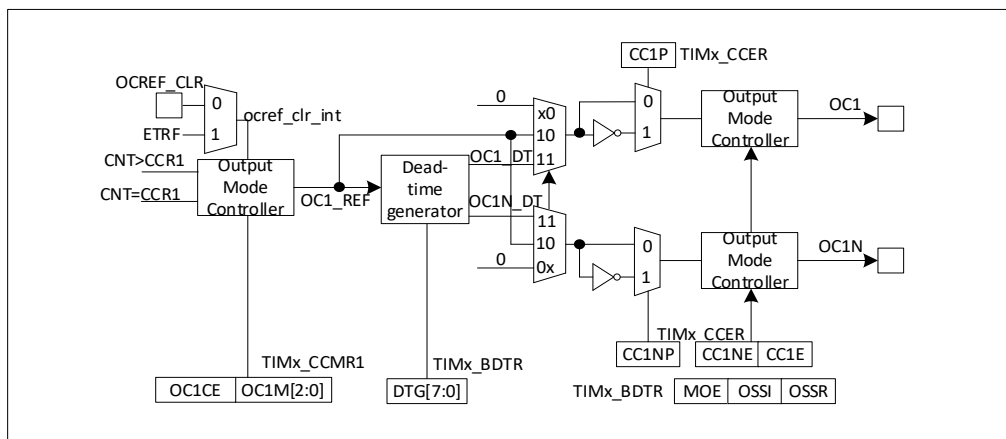 CC1P
TIMx_CCER
OCREF_CLR
0
ocref_clr_int
ETRF
1
0
x0
10
11
0
1
Output
Mode
Controller
OC1
CNT>CCR1
CNT=CCR1
Output
Mode
Controller
OC1_REF
Dead-
time
generator
OC1_DT
OC1N_DT
11
10
0x
0
0
1
Output
Mode
Controller
OC1N
TIMx_CCER
CC1NP
CC1NE
CC1E
TIMx_CCMR1
OC1CE
OC1M[2:0]
TIMx_BDTR
DTG[7:0]
TIMx_BDTR
MOE
OSSI
OSSR